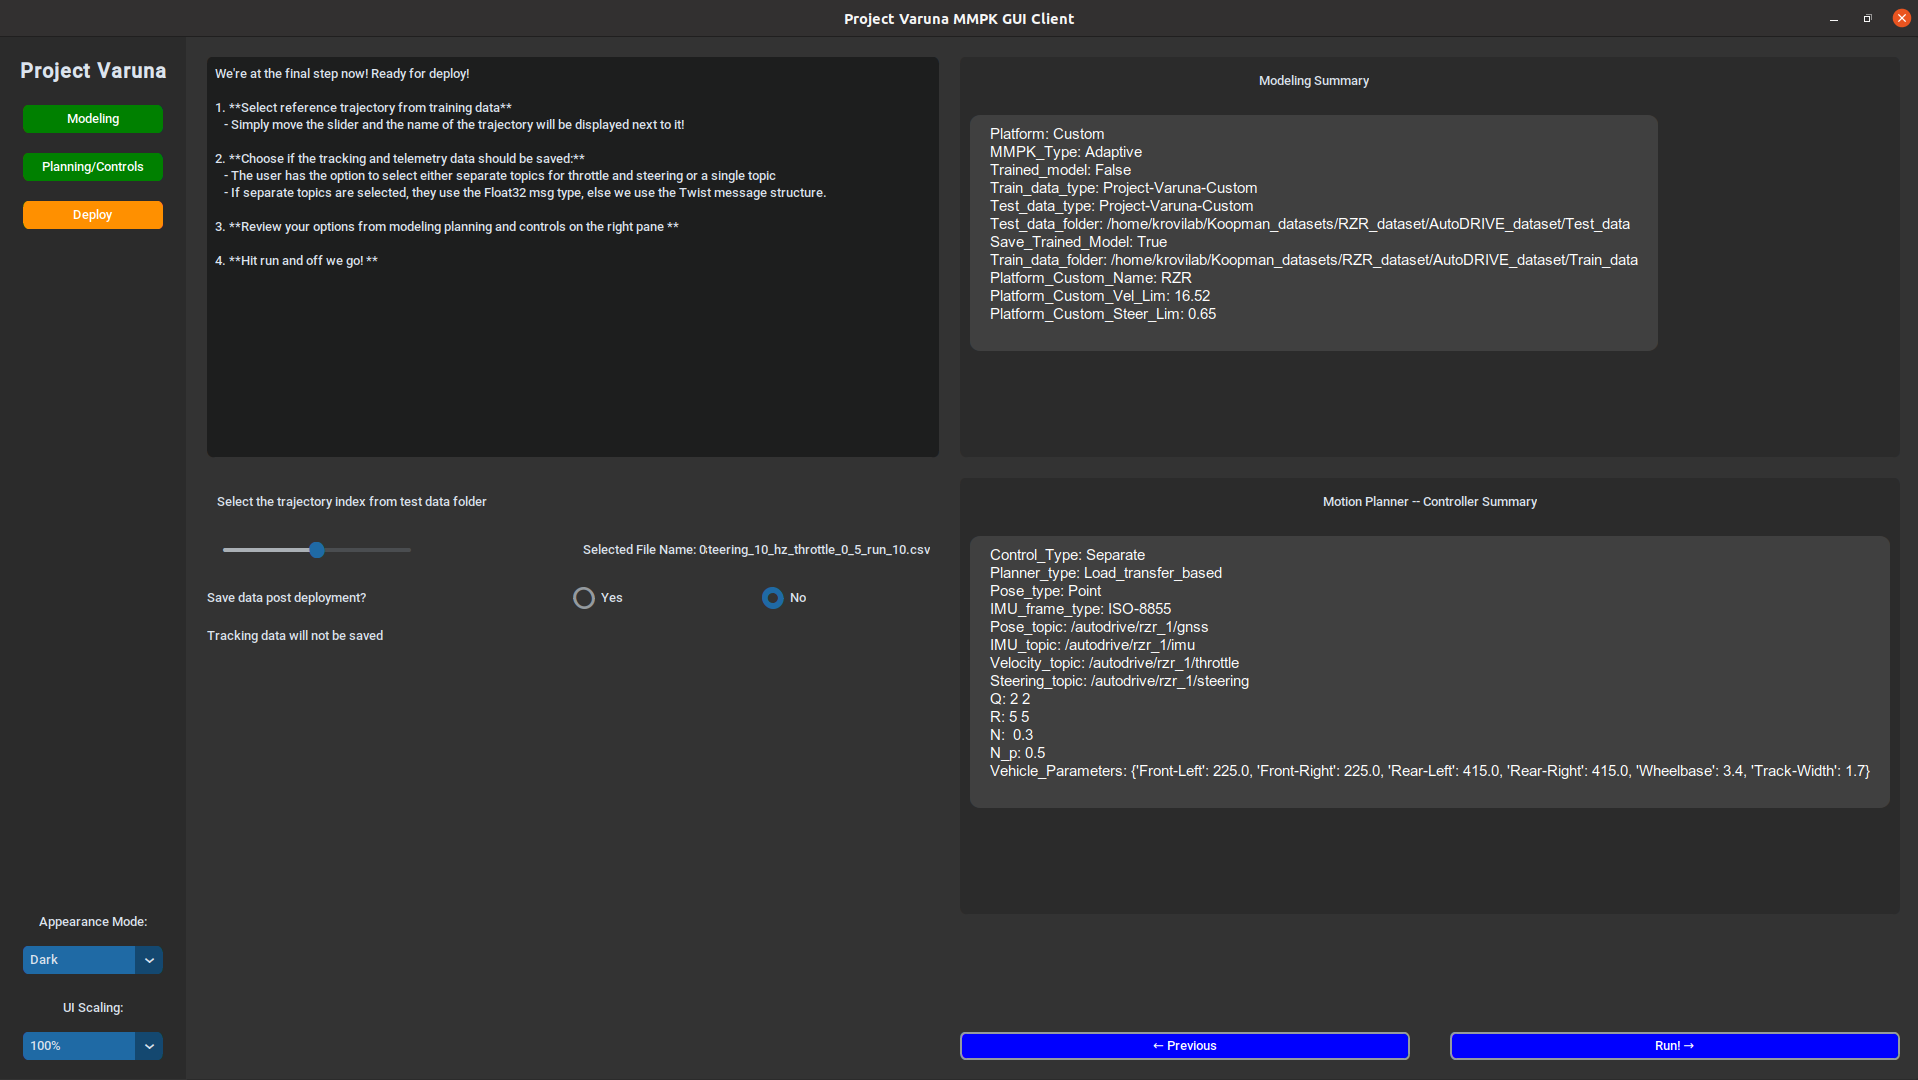 Project Varuna MMPK GUI Client
Project Varuna
Modeling
Planning/Controls
Deploy
Appearance Mode:
Dark
UI Scaling:
100%
We're at the final step now! Ready for deploy!
1. **Select reference trajectory from training data**
- Simply move the slider and the name of the trajectory will be displayed next to it!
2. **Choose if the tracking and telemetry data should be saved:**
- The user has the option to select either separate topics for throttle and steering or a single topic
- If separate topics are selected, they use the Float32 msg type, else we use the Twist message structure.
3. **Review your options from modeling planning and controls on the right pane **
4. **Hit run and off we go! **
Select the trajectory index from test data folder
Selected File Name: 0teering_10_hz_throttle_0_5_run_10.csv
Save data post deployment?
Yes
No
Tracking data will not be saved
Modeling Summary
Platform: Custom
MMPK_Type: Adaptive
Trained_model: False
Train_data_type: Project-Varuna-Custom
Test_data_type: Project-Varuna-Custom
Test_data_folder: /home/krovilab/Koopman_datasets/RZR_dataset/AutoDRIVE_dataset/Test_data
Save_Trained_Model: True
Train_data_folder: /home/krovilab/Koopman_datasets/RZR_dataset/AutoDRIVE_dataset/Train_data
Platform_Custom_Name: RZR
Platform_Custom_Vel_Lim: 16.52
Platform_Custom_Steer_Lim: 0.65
Motion Planner -- Controller Summary
Control_Type: Separate
Planner_type: Load_transfer_based
Pose_type: Point
IMU_frame_type: ISO-8855
Pose_topic: /autodrive/rzr_1/gnss
IMU_topic: /autodrive/rzr_1/imu
Velocity_topic: /autodrive/rzr_1/throttle
Steering_topic: /autodrive/rzr_1/steering
Q: 2 2
R: 5 5
N:  0.3
N_p: 0.5
Vehicle_Parameters: {'Front-Left': 225.0, 'Front-Right': 225.0, 'Rear-Left': 415.0, 'Rear-Right': 415.0, 'Wheelbase': 3.4, 'Track-Width': 1.7}
← Previous
Run! →